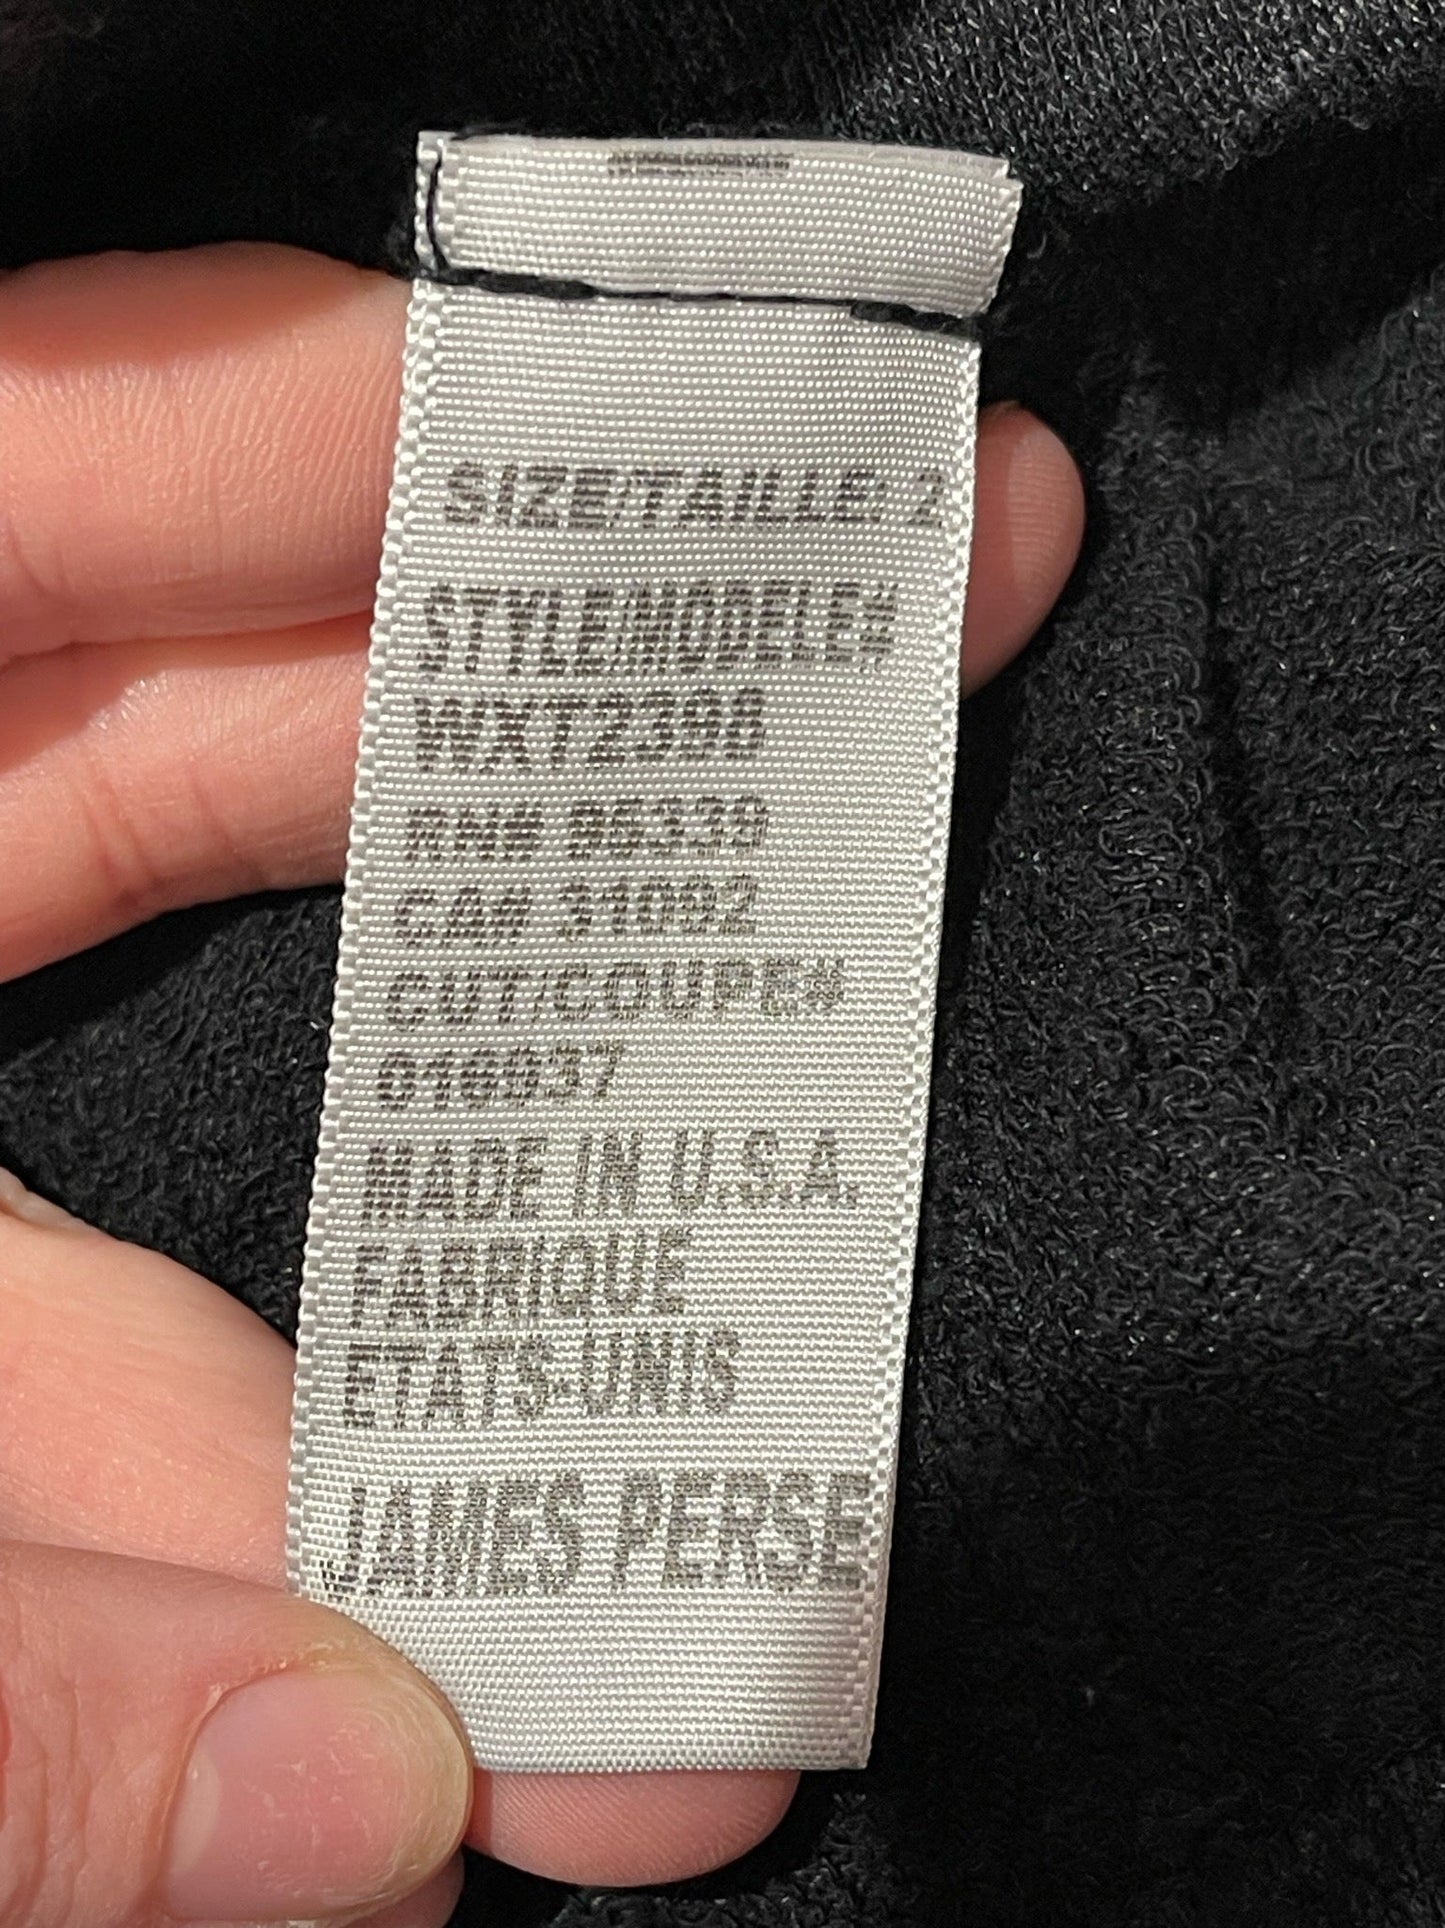 SIZE/TAILLE: 2
STYLE/MODELE#
WXT2398
RN# 85339
CA# 31092
CUT/COUPE#
016937
MADE IN U.S.A.
FABRIQUE
ETATS-UNIS
JAMES PERSE